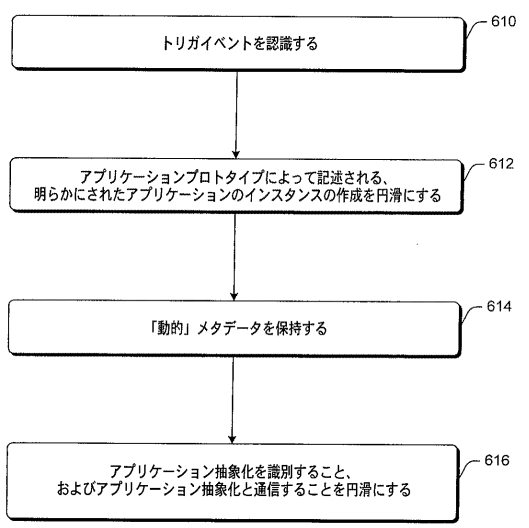 610
トリガイベントを認識する
612
アプリケーションプロトタイプによって記述される、
明らかにされたアプリケーションのインスタンスの作成を円滑にする
614
「動的」メタデータを保持する
616
アプリケーション抽象化を識別すること、
およびアプリケーション抽象化と通信することを円滑にする